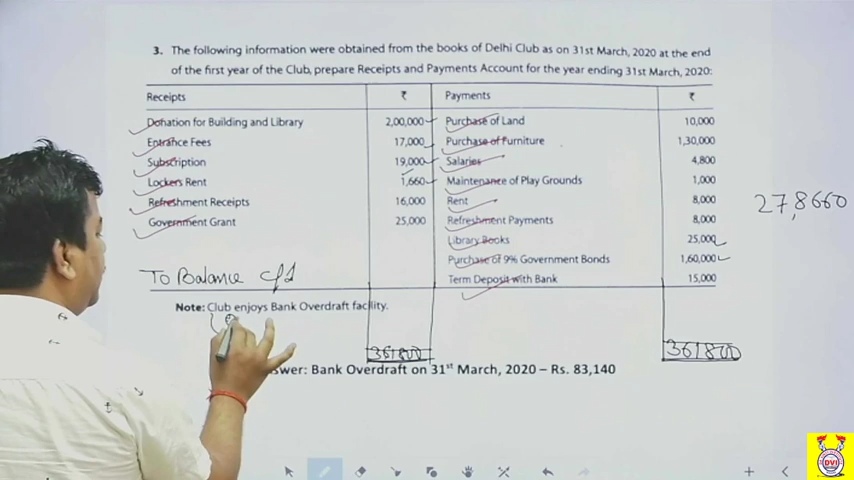 3. The following information were obtained from the books of Delhi Club as on 31st March, 2020 at the end
of the first year of the Club, prepare Receipts and Payments Account for the year ending 31st March, 2020:
Receipts ₹ Payments ₹
Donation for Building and Library 2,00,000 Purchase of Land 10,000
Entrance Fees 17,000 Purchase of Furniture 1,30,000
Subscription 19,000 Salaries 4,800
Lockers Rent 1,660 Maintenance of Play Grounds 1,000
Refreshment Receipts 16,000 Rent 8,000
Government Grant 25,000 Refreshment Payments 8,000
Library Books 25,000
Purchase of 9% Government Bonds 1,60,000
To Balance c/d Term Deposit with Bank 15,000
27,8660
Note: Club enjoys Bank Overdraft facility.
361800 361800
swer: Bank Overdraft on 31st March, 2020 – Rs. 83,140
DVI